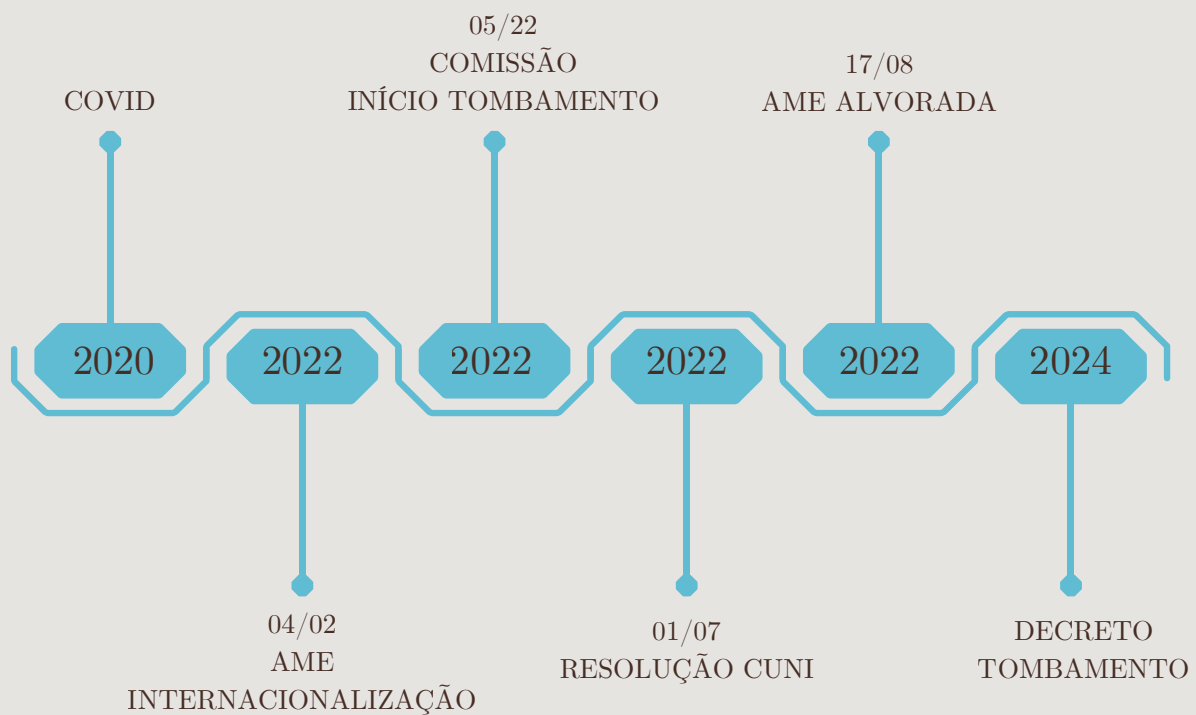 05/22
COMISSÃO
INÍCIO TOMBAMENTO
17/08
AME ALVORADA
COVID
2020
2022
2022
2022
2022
2024
04/02
AME
INTERNACIONALIZAÇÃO
01/07
RESOLUÇÃO CUNI
DECRETO
TOMBAMENTO